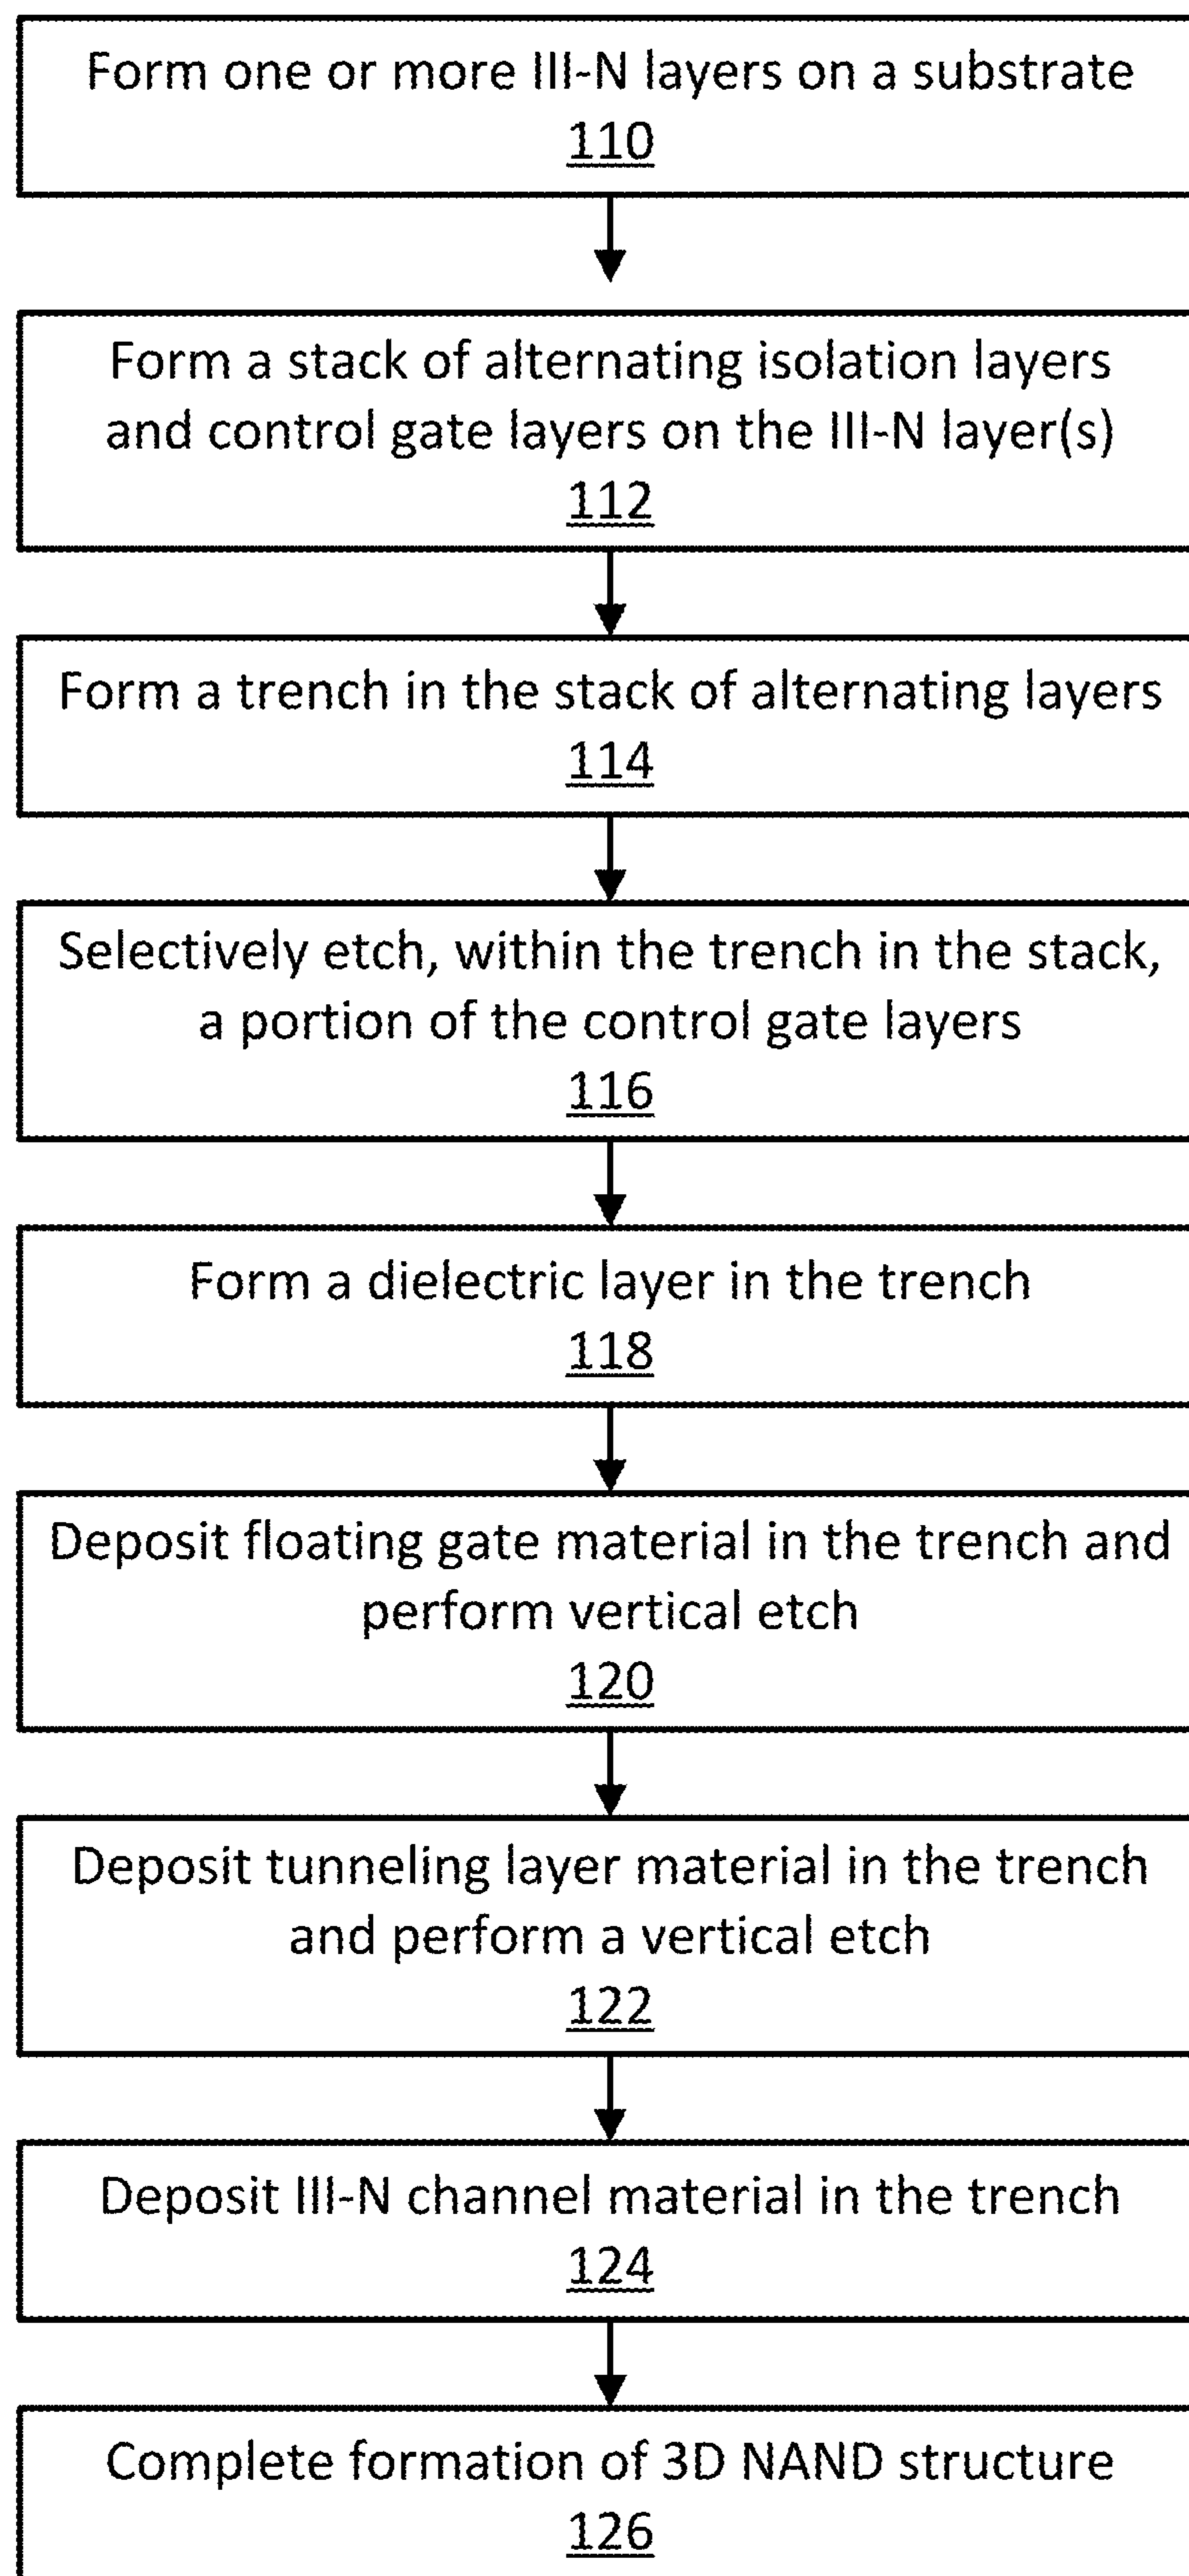 Form one or more III-N layers on a substrate
110
Form a stack of alternating isolation layers
and control gate layers on the III-N layer(s)
112
Form a trench in the stack of alternating layers
114
Selectively etch, within the trench in the stack,
a portion of the control gate layers
116
Form a dielectric layer in the trench
118
Deposit floating gate material in the trench and
perform vertical etch
120
Deposit tunneling layer material in the trench
and perform a vertical etch
122
Deposit III-N channel material in the trench
124
Complete formation of 3D NAND structure
126